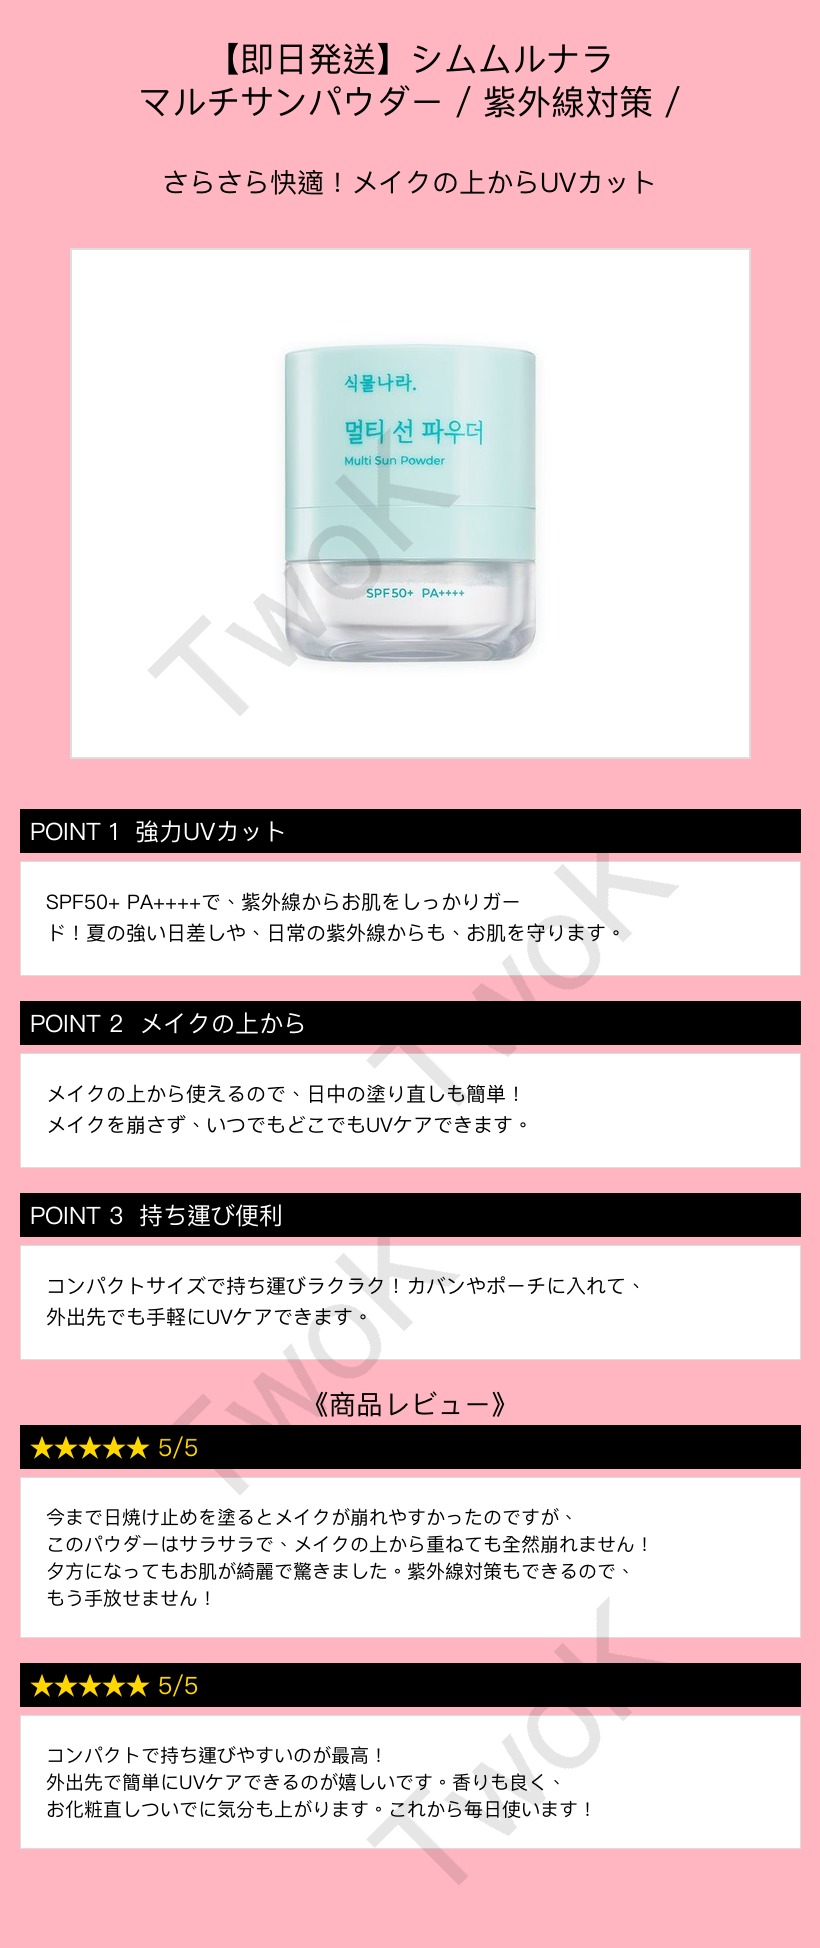 【即日発送】シムムルナラ
マルチサンパウダー / 紫外線対策 /
さらさら快適！メイクの上からUVカット
식물나라.
멀티 선 파우더
Multi Sun Powder
SPF50+ PA++++
TwoK
POINT 1 強力UVカット
SPF50+ PA++++で、紫外線からお肌をしっかりガー
ド！夏の強い日差しや、日常の紫外線からも、お肌を守ります。
TwoK
POINT 2 メイクの上から
メイクの上から使えるので、日中の塗り直しも簡単！
メイクを崩さず、いつでもどこでもUVケアできます。
POINT 3 持ち運び便利
コンパクトサイズで持ち運びラクラク！カバンやポーチに入れて、
外出先でも手軽にUVケアできます。
TwoK
《商品レビュー》
★★★★★ 5/5
今まで日焼け止めを塗るとメイクが崩れやすかったのですが、
このパウダーはサラサラで、メイクの上から重ねても全然崩れません！
夕方になってもお肌が綺麗で驚きました。紫外線対策もできるので、
もう手放せません！
★★★★★ 5/5
コンパクトで持ち運びやすいのが最高！
外出先で簡単にUVケアできるのが嬉しいです。香りも良く、
お化粧直しついでに気分も上がります。これから毎日使います！
TwoK